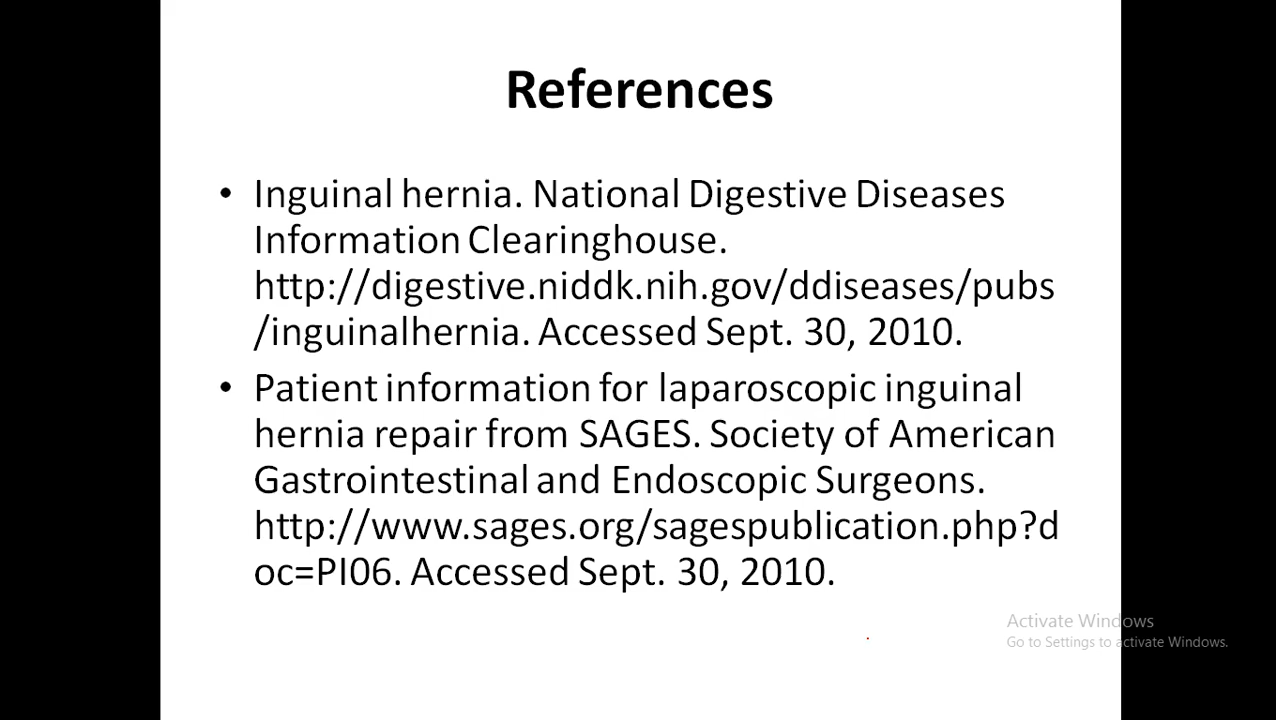 References
• Inguinal hernia. National Digestive Diseases
Information Clearinghouse.
http://digestive.niddk.nih.gov/ddiseases/pubs
/inguinalhernia. Accessed Sept. 30, 2010.
• Patient information for laparoscopic inguinal
hernia repair from SAGES. Society of American
Gastrointestinal and Endoscopic Surgeons.
http://www.sages.org/sagespublication.php?d
oc=PI06. Accessed Sept. 30, 2010.
Activate Windows
Go to Settings to activate Windows.